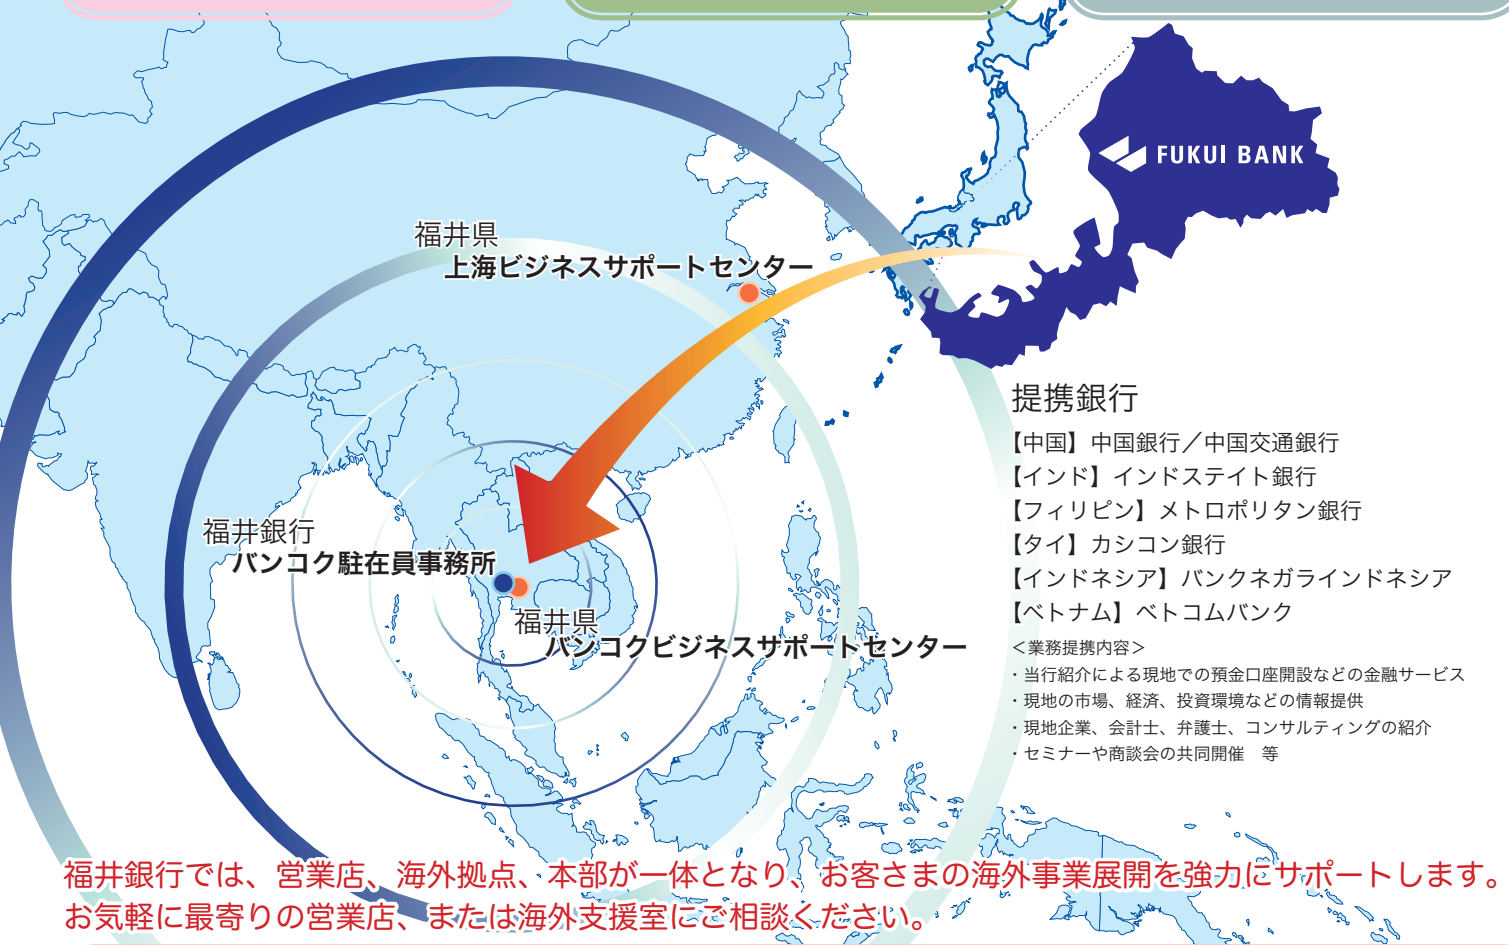 FUKUI BANK
福井県
上海ビジネスサポートセンター
福井銀行
バンコク駐在員事務所
福井県
バンコクビジネスサポートセンター
提携銀行
【中国】中国銀行／中国交通銀行
【インド】インドステイト銀行
【フィリピン】メトロポリタン銀行
【タイ】カシコン銀行
【インドネシア】バンクネガラインドネシア
【ベトナム】ベトコムバンク
＜業務提携内容＞
・当行紹介による現地での預金口座開設などの金融サービス
・現地の市場、経済、投資環境などの情報提供
・現地企業、会計士、弁護士、コンサルティングの紹介
・セミナーや商談会の共同開催　等
福井銀行では、営業店、海外拠点、本部が一体となり、お客さまの海外事業展開を強力にサポートします。
お気軽に最寄りの営業店、または海外支援室にご相談ください。